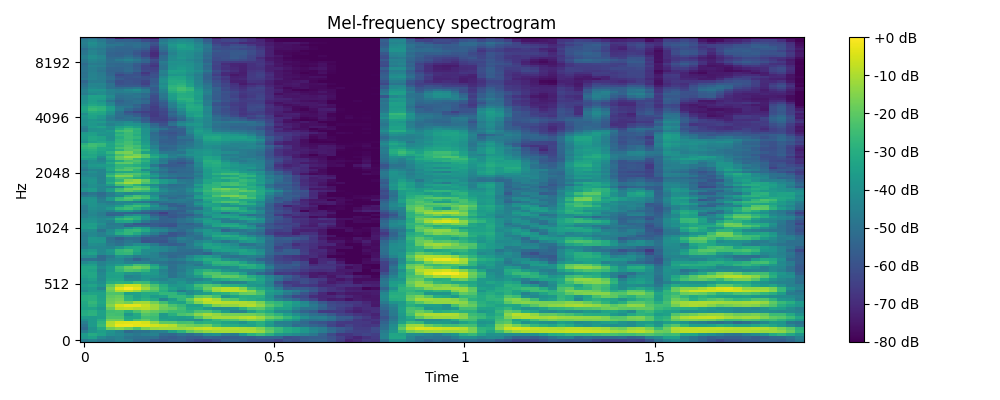 Mel-frequency spectrogram
Hz
8192
4096
2048
1024
512
0
0
0.5
1
1.5
Time
+0 dB
-10 dB
-20 dB
-30 dB
-40 dB
-50 dB
-60 dB
-70 dB
-80 dB